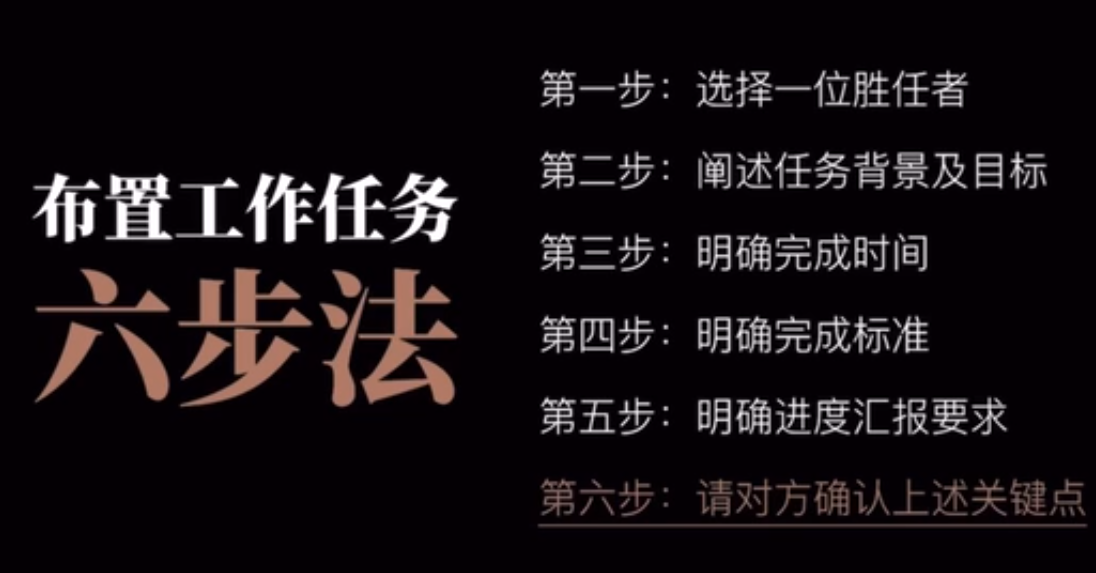 布置工作任务
六步法
第一步：选择一位胜任者
第二步：阐述任务背景及目标
第三步：明确完成时间
第四步：明确完成标准
第五步：明确进度汇报要求
第六步：请对方确认上述关键点